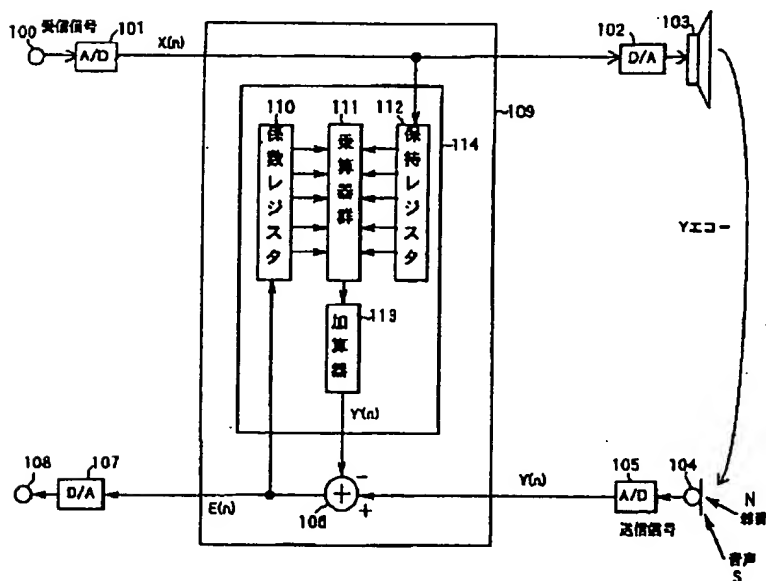 100 受信信号
A/D
101
X(n)
102
D/A
103
109
110
係数レジスタ
111
乗算器群
112
保持レジスタ
114
Yエコー
113
加算器
Y'(n)
108
D/A
107
E(n)
-
+
+
106
Y(n)
105
A/D
送信信号
104
N
音声
S